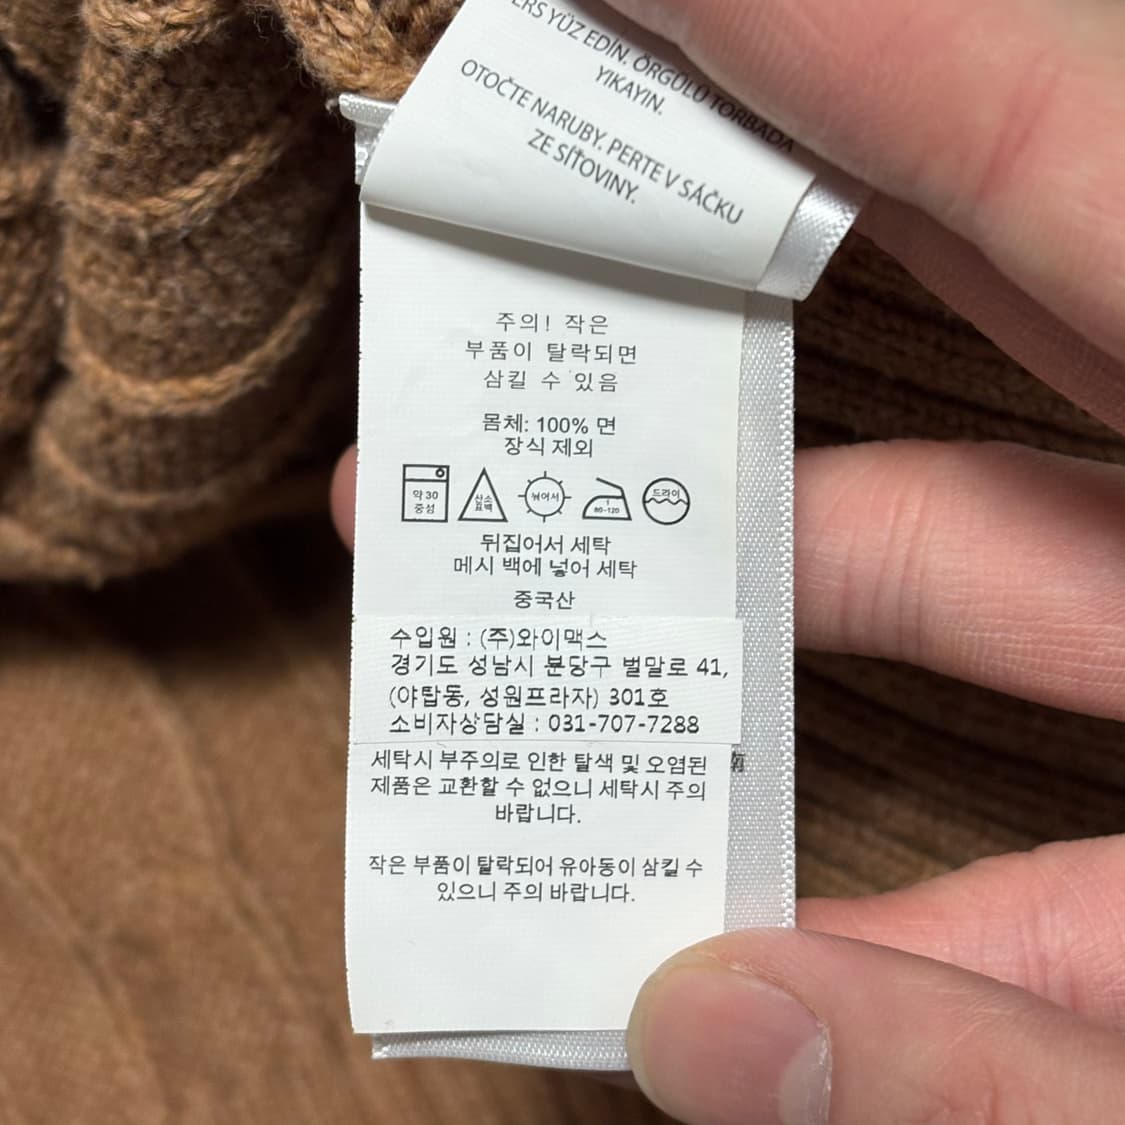 ERS YÜZ EDİN. ÖRGÜLÜ TORBADA
YIKAYIN.
OTOČTE NARUBY. PERTE V SÁČKU
ZE SÍŤOVINY.
주의! 작은
부품이 탈락되면
삼킬 수 있음
몸체: 100% 면
장식 제외
약 30
중성
산소
표백
뉘어서
1
80-120
드라이
뒤집어서 세탁
메시 백에 넣어 세탁
중국산
수입원 : (주)와이맥스
경기도 성남시 분당구 벌말로 41,
(야탑동, 성원프라자) 301호
소비자상담실 : 031-707-7288
세탁시 부주의로 인한 탈색 및 오염된
제품은 교환할 수 없으니 세탁시 주의
바랍니다.
작은 부품이 탈락되어 유아동이 삼킬 수
있으니 주의 바랍니다.